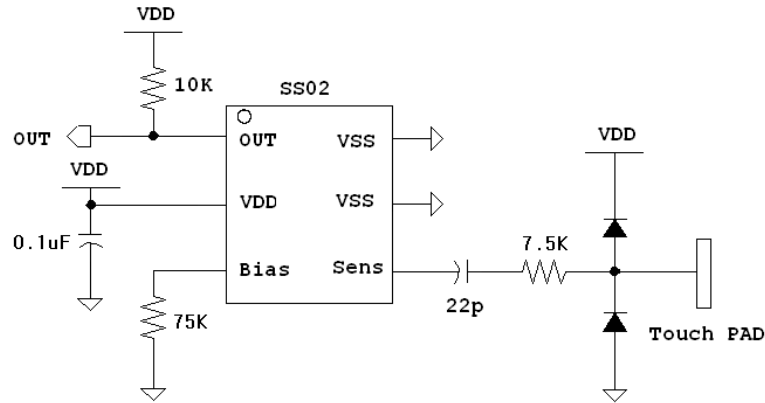 VDD
10K
SS02
OUT
OUT
VSS
VDD
VDD
VDD
VSS
0.1uF
7.5K
Bias
Sens
22p
75K
Touch PAD